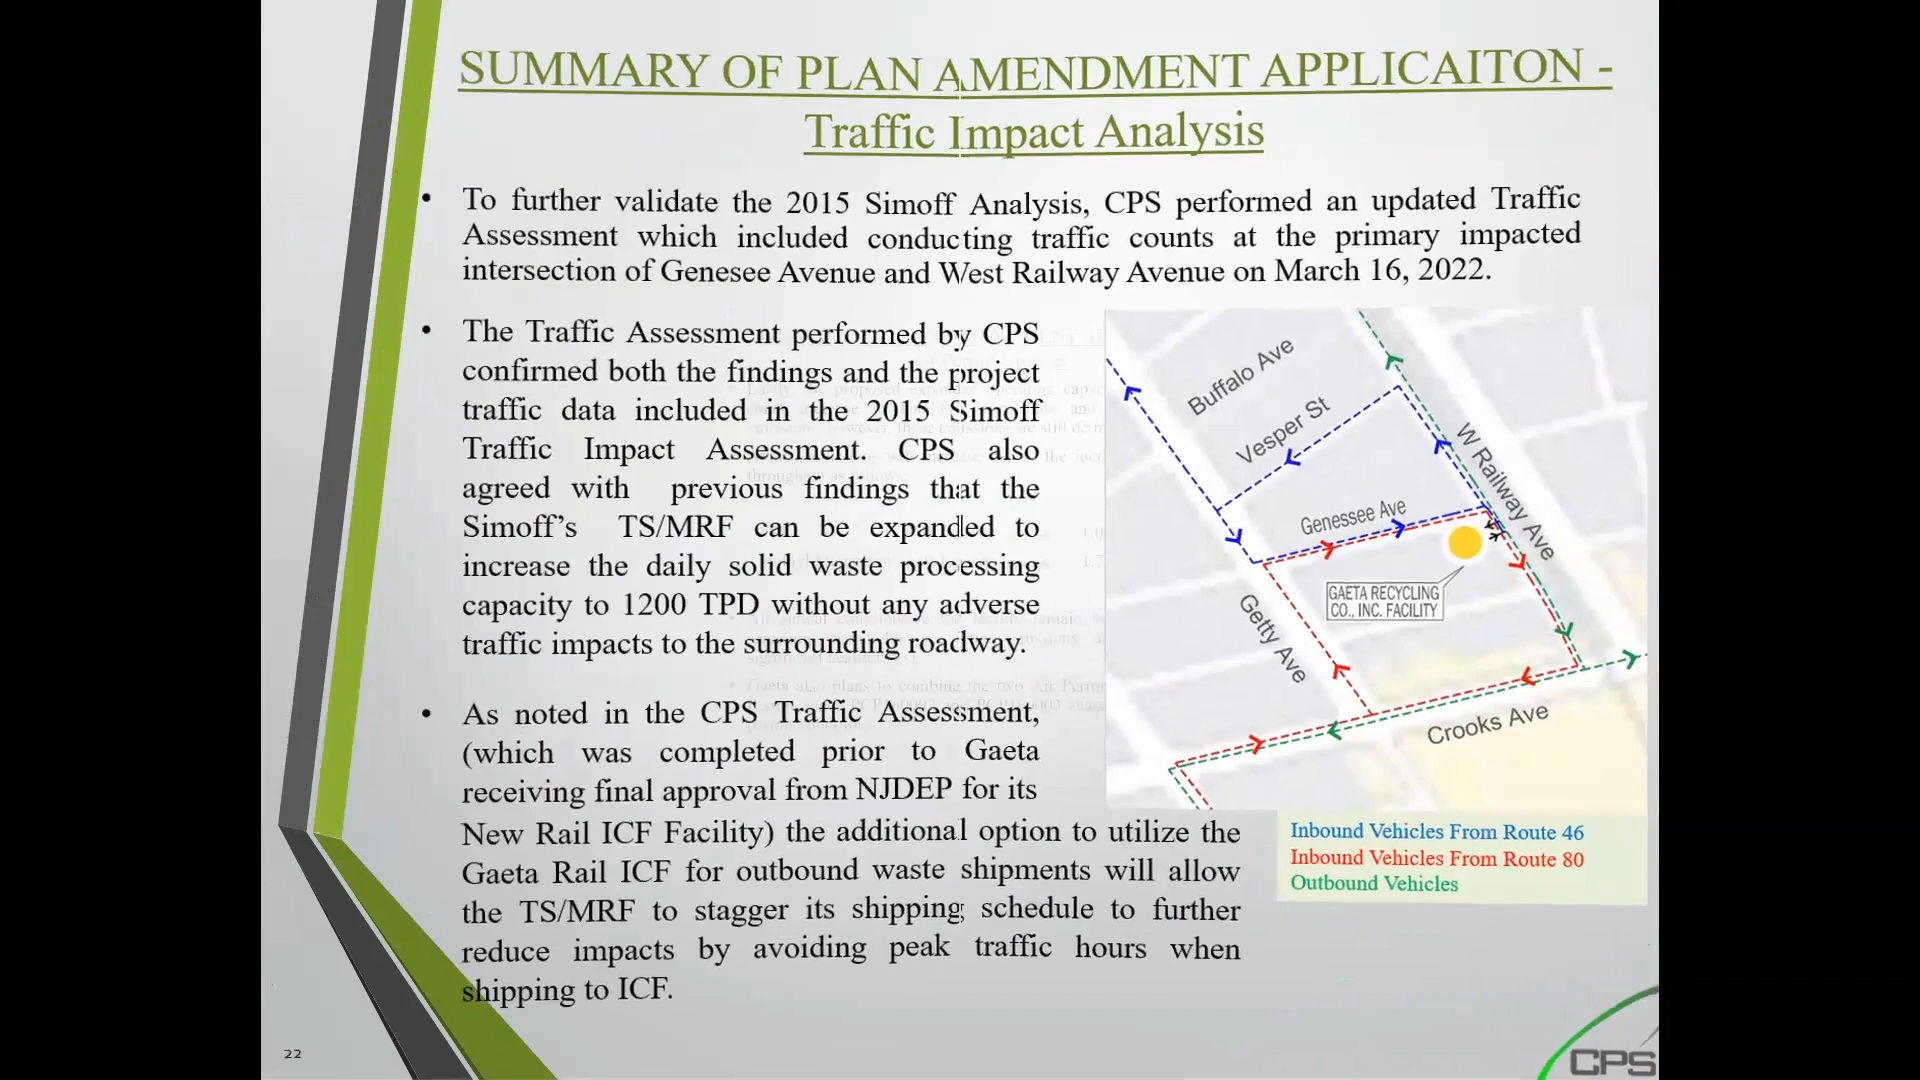 SUMMARY OF PLAN AMENDMENT APPLICAITON -
Traffic Impact Analysis
• To further validate the 2015 Simoff Analysis, CPS performed an updated Traffic
Assessment which included conducting traffic counts at the primary impacted
intersection of Genesee Avenue and West Railway Avenue on March 16, 2022.
• The Traffic Assessment performed by CPS
confirmed both the findings and the project
traffic data included in the 2015 Simoff
Traffic Impact Assessment. CPS also
agreed with previous findings that the
Simoff’s TS/MRF can be expanded to
increase the daily solid waste processing
capacity to 1200 TPD without any adverse
traffic impacts to the surrounding roadway.
• As noted in the CPS Traffic Assessment,
(which was completed prior to Gaeta
receiving final approval from NJDEP for its
New Rail ICF Facility) the additional option to utilize the
Gaeta Rail ICF for outbound waste shipments will allow
the TS/MRF to stagger its shipping schedule to further
reduce impacts by avoiding peak traffic hours when
shipping to ICF.
Buffalo Ave
Vesper St
W Railway Ave
Genessee Ave
GAETA RECYCLING
CO., INC. FACILITY
Getty Ave
Crooks Ave
Inbound Vehicles From Route 46
Inbound Vehicles From Route 80
Outbound Vehicles
22
CPS